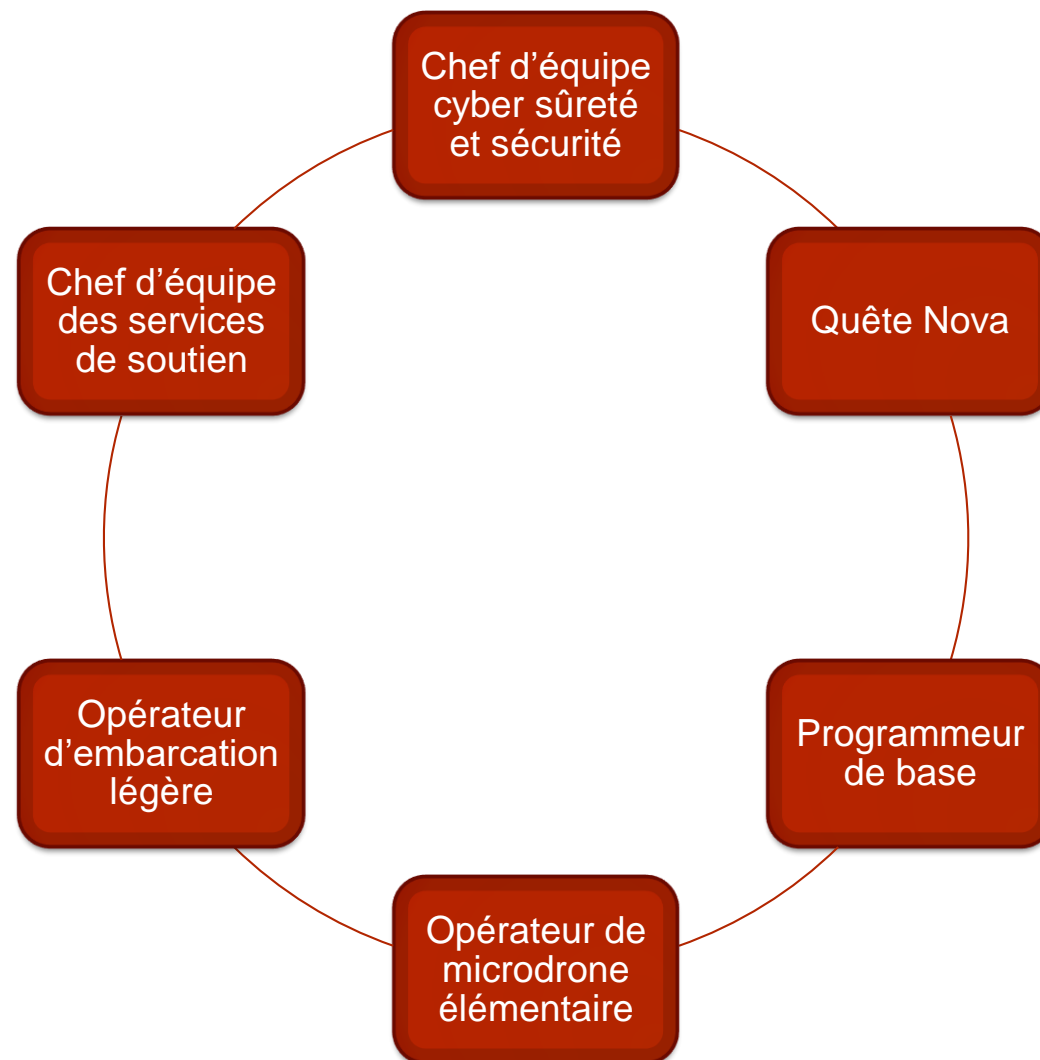 Chef d’équipe
cyber sûreté
et sécurité
Quête Nova
Programmeur
de base
Opérateur de
microdrone
élémentaire
Opérateur
d’embarcation
légère
Chef d’équipe
des services
de soutien